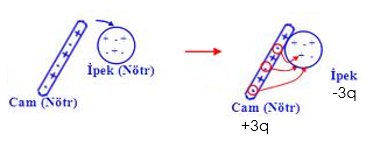 İpek (Nötr)
Cam (Nötr)
İpek
-3q
Cam (Nötr)
+3q